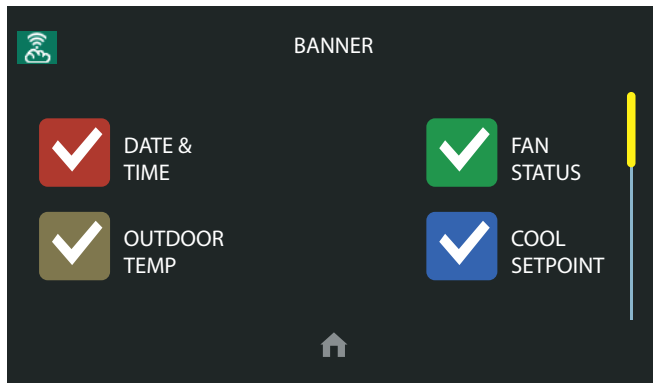 BANNER
DATE &
TIME
FAN
STATUS
OUTDOOR
TEMP
COOL
SETPOINT